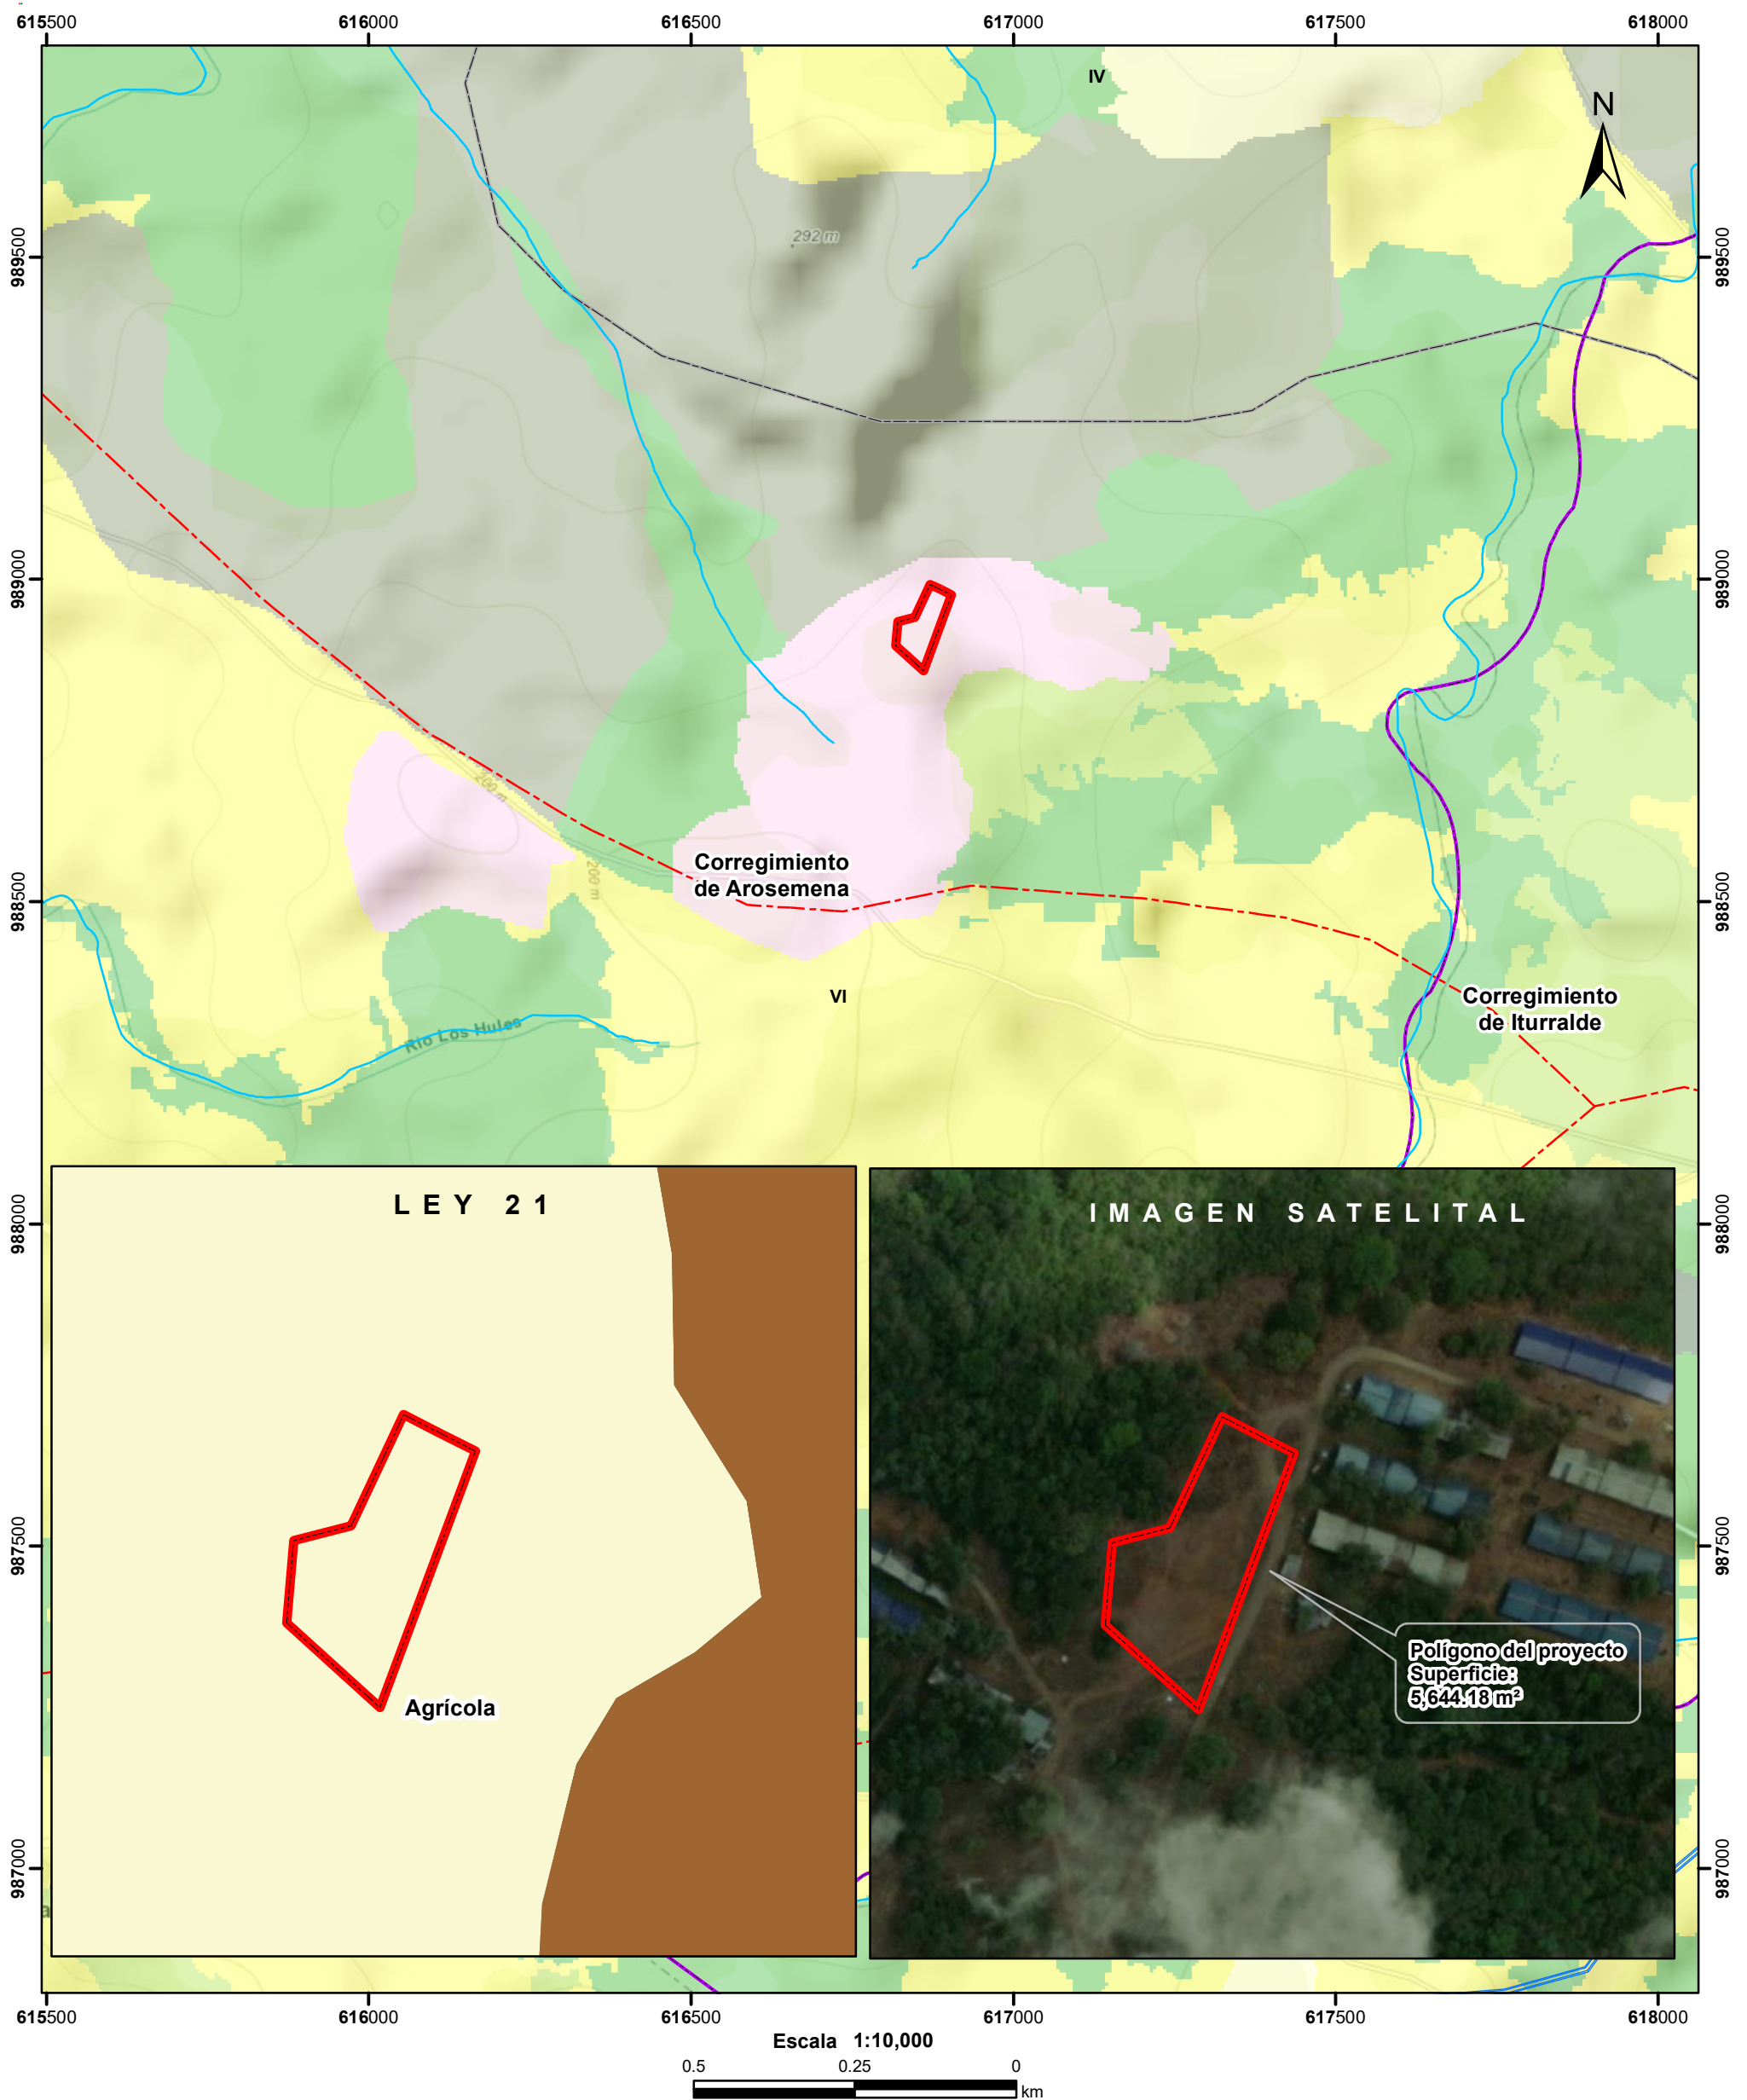 615500 616000 616500 617000 617500 618000
IV
N
292 m
989500 989500
989000 989000
200 m
200 m
Corregimiento
de Arosemena
988500 988500
VI
Corregimiento
de Iturralde
Río Los Hules
LEY 21
IMAGEN SATELITAL
988000 988000
987500 987500
Polígono del proyecto
Superficie:
5,644.18 m²
Agrícola
987000 987000
a
615500 616000 616500 617000 617500 618000
Escala 1:10,000
0.5 0.25 0
km